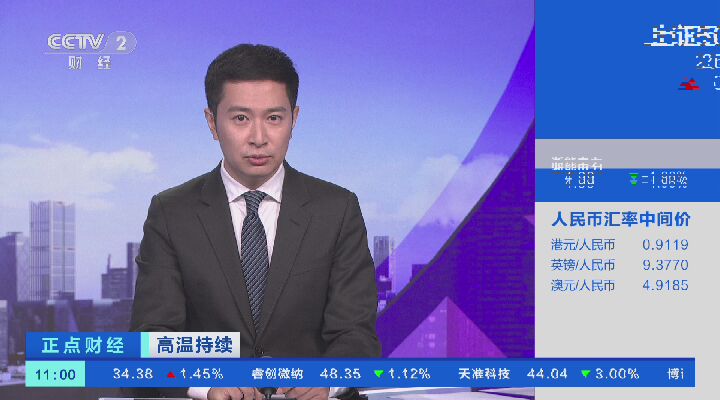 CCTV 2
财经
人民币汇率中间价
港元/人民币 0.9119
英镑/人民币 9.3770
澳元/人民币 4.9185
正点财经 高温持续
11:00 34.38 ▲ 1.45% 睿创微纳 48.35 ▼ 1.12% 天准科技 44.04 ▼ 3.00%